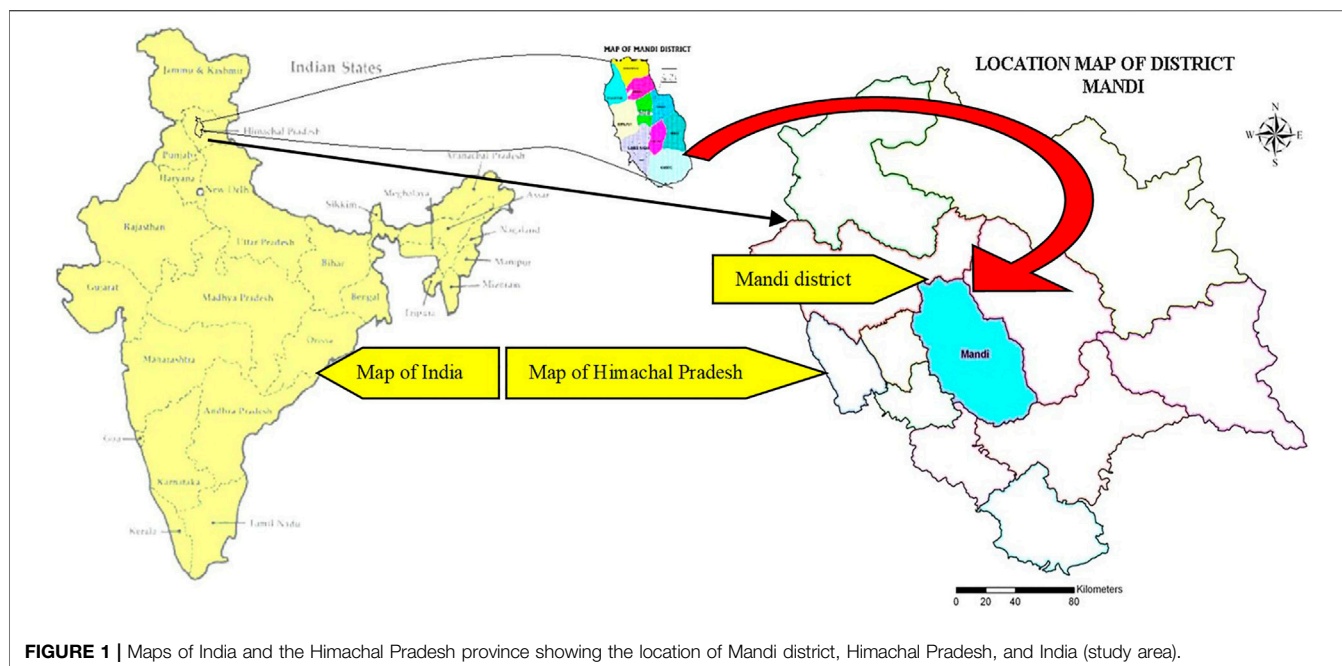 Indian States
Jammu & Kashmir
Himachal Pradesh
Punjab
Haryana
New Delhi
Rajasthan
Uttar Pradesh
Bihar
Sikkim
Meghalaya
Arunachal Pradesh
Assar
Nagaland
Manipur
Mizoram
Tripura
Gujarat
Madhya Pradesh
Bengal
Orissa
Maharashtra
Andhra Pradesh
Goa
Karnataka
Kerala
Tamil Nadu
MAP OF MANDI DISTRICT
LOCATION MAP OF DISTRICT
MANDI
N
W E
S
Mandi district
Mandi
Map of India
Map of Himachal Pradesh
Kilometers
0 20 40 80
FIGURE 1 | Maps of India and the Himachal Pradesh province showing the location of Mandi district, Himachal Pradesh, and India (study area).